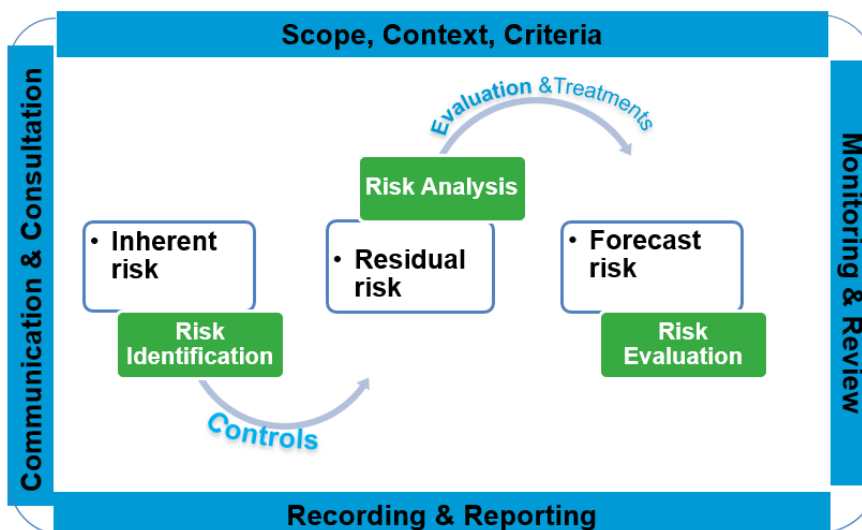 Scope, Context, Criteria
Communication & Consultation
Evaluation &Treatments
Monitoring & Review
Risk Analysis
• Inherent
risk
• Residual
risk
• Forecast
risk
Risk
Identification
Risk
Evaluation
Controls
Recording & Reporting